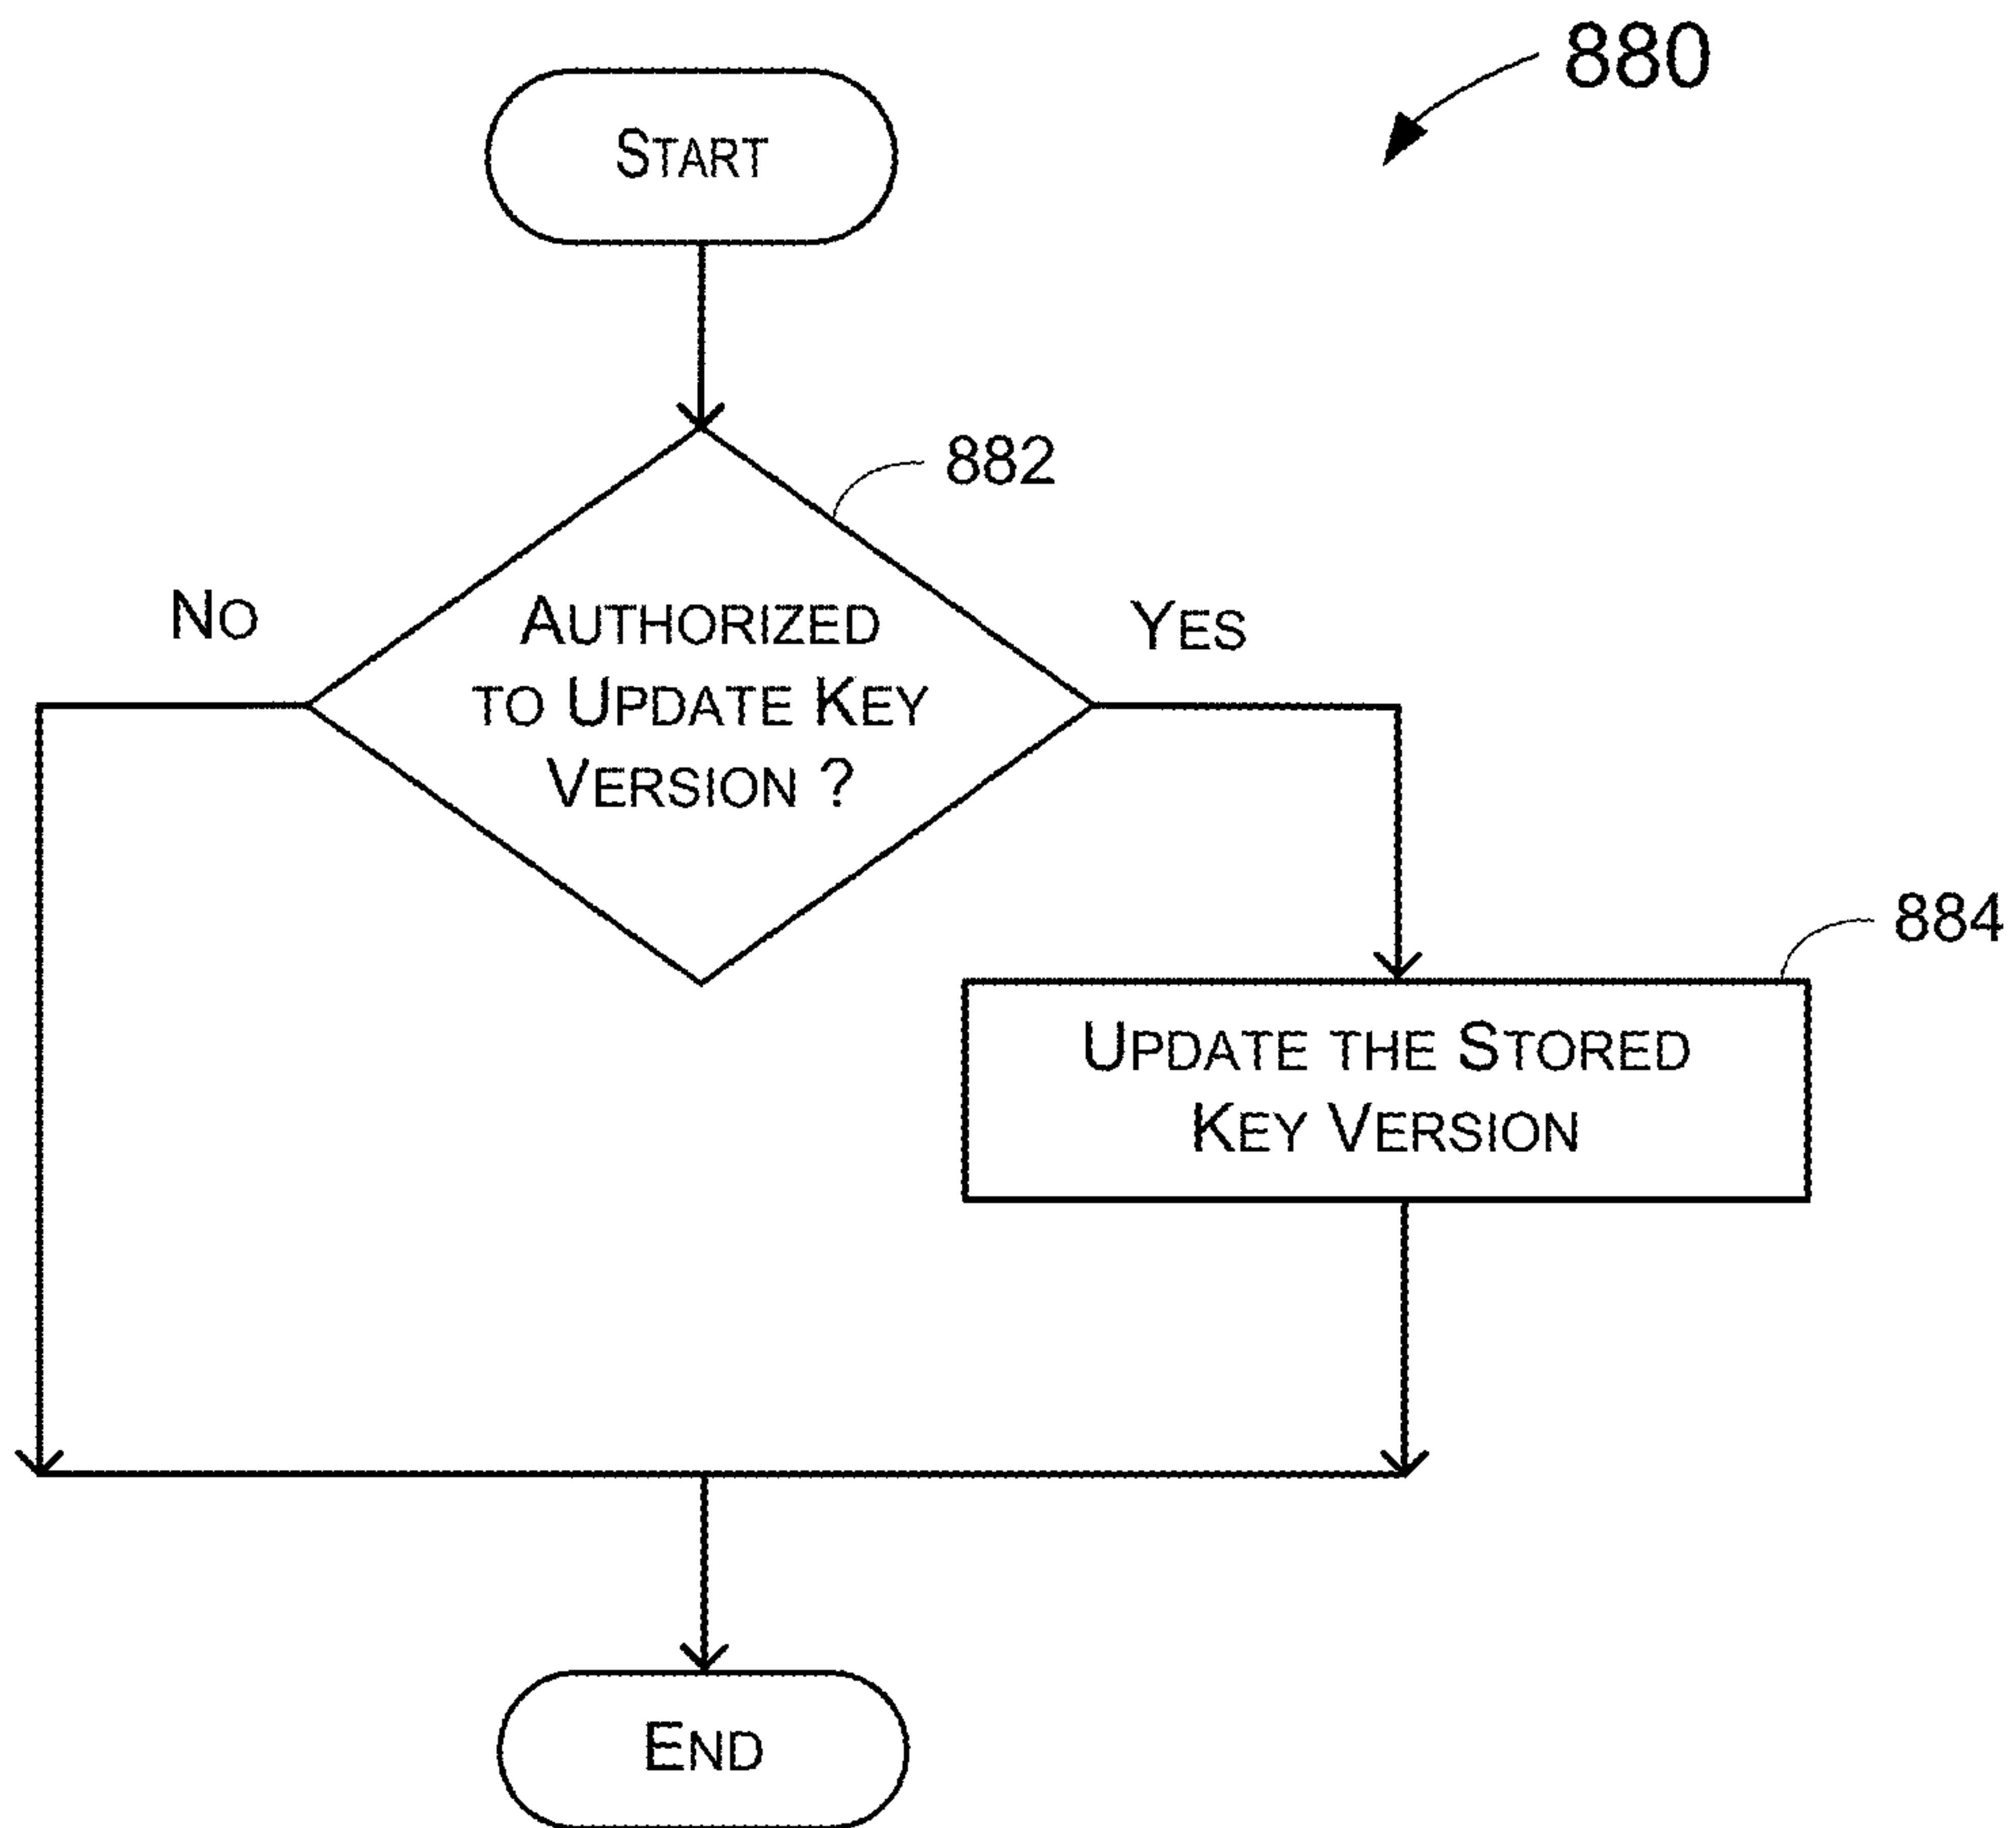 880
START
882
NO
AUTHORIZED
TO UPDATE KEY
VERSION ?
YES
884
UPDATE THE STORED
KEY VERSION
END